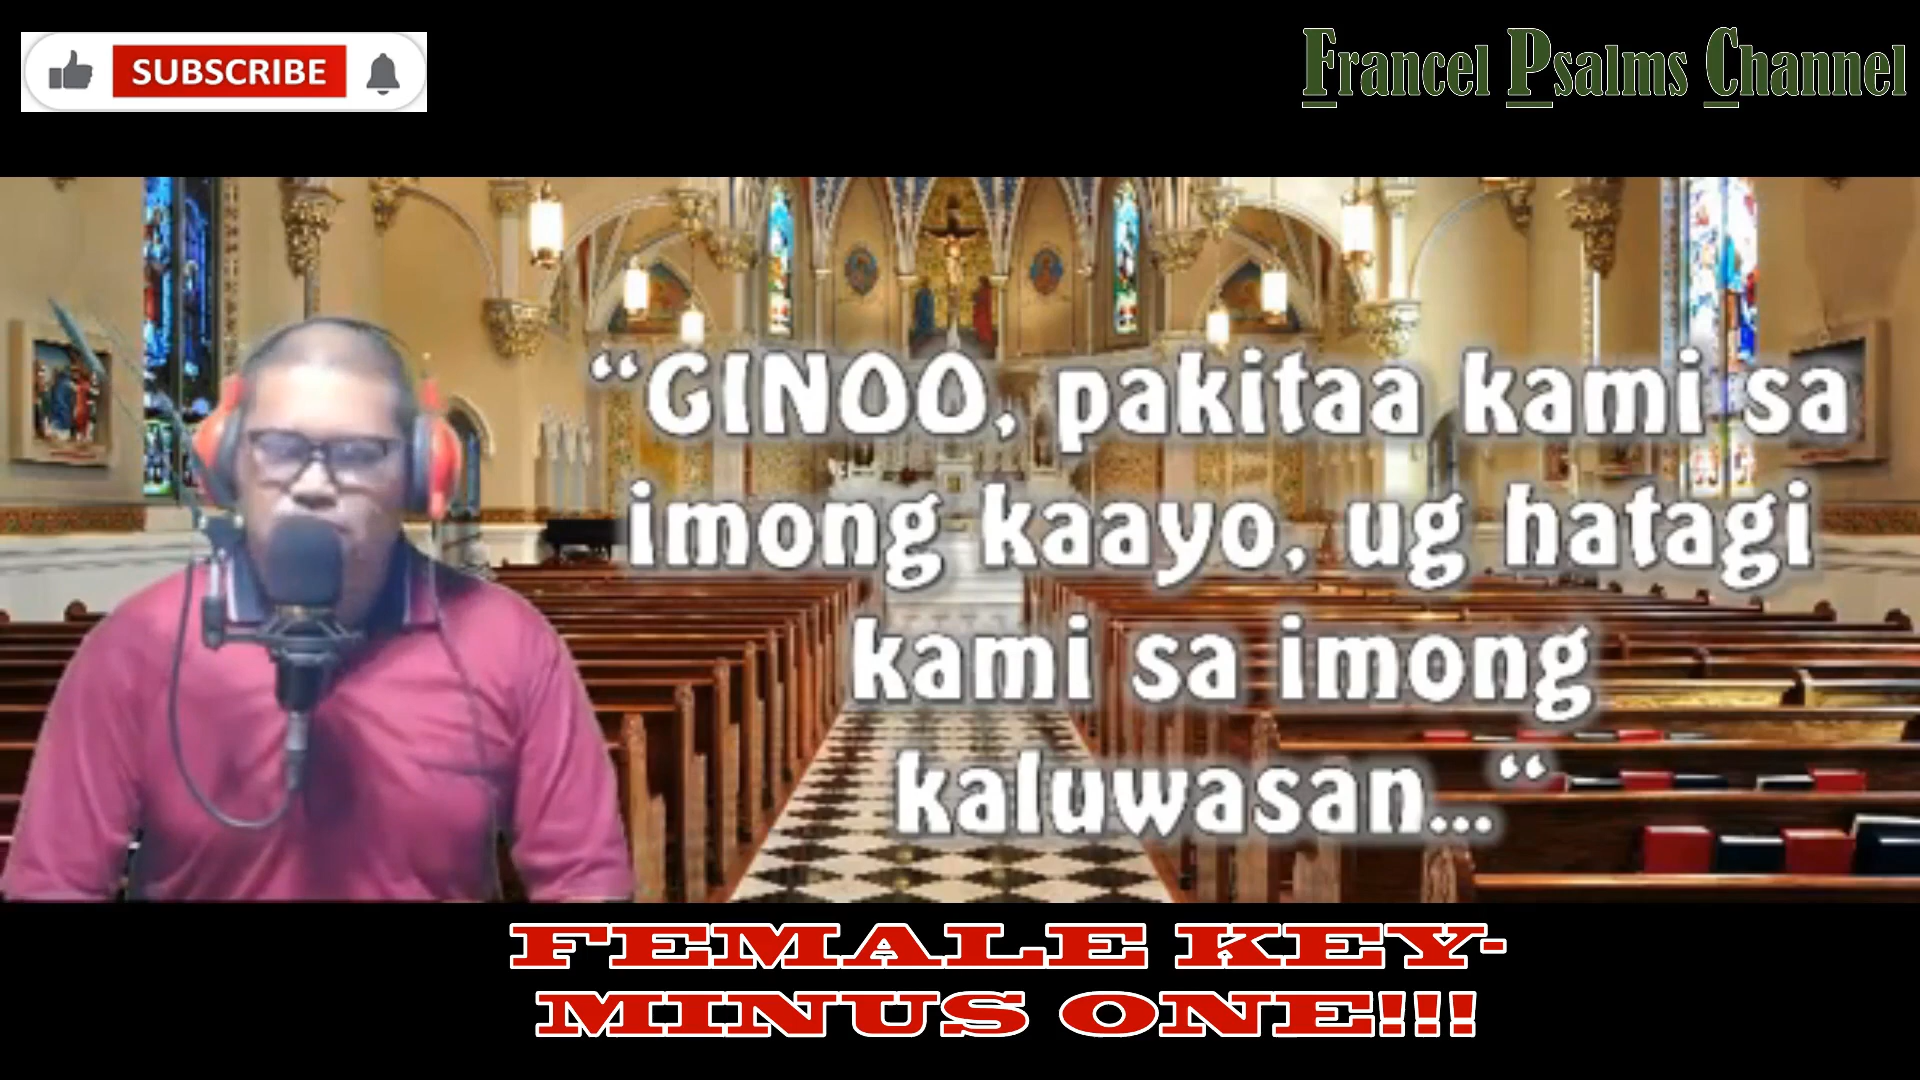 SUBSCRIBE
Francel Psalms Channel
“GINOO, pakitaa kami sa
imong kaayo, ug hatagi
kami sa imong
kaluwasan...“
FEMALE KEY-
MINUS ONE!!!